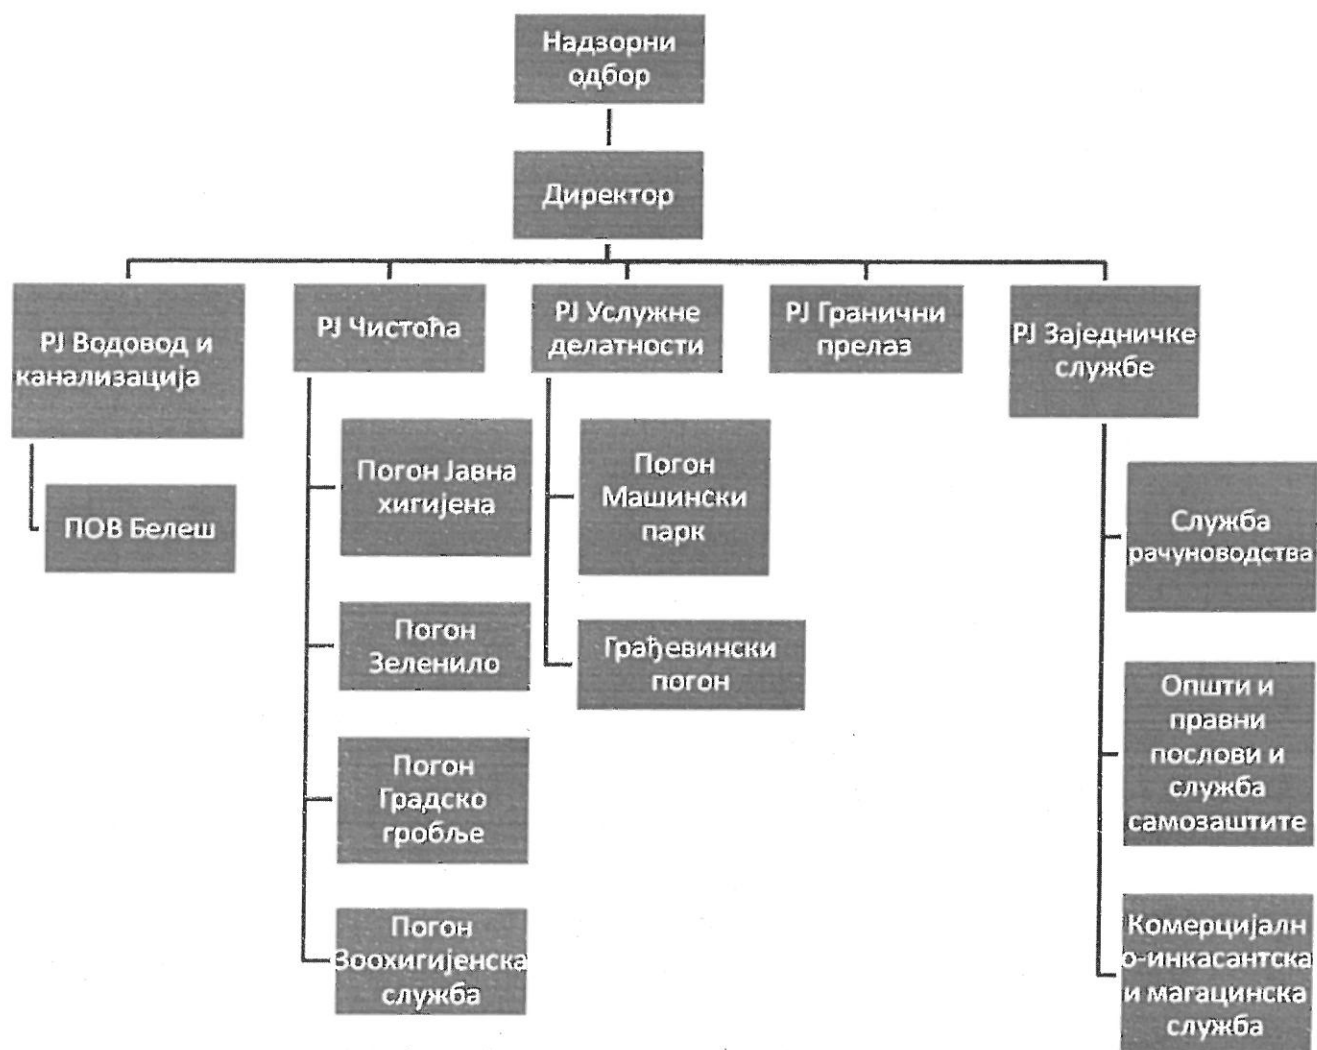 Надзорни
одбор
Директор
РЈ Водовод и
канализација
РЈ Чистоћа
РЈ Услужне
делатности
РЈ Гранични
прелаз
РЈ Заједничке
службе
ПОВ Белеш
Погон Јавна
хигијена
Погон
Зеленило
Погон
Градско
гробље
Погон
Зоохигијенска
служба
Погон
Машински
парк
Грађевински
погон
Служба
рачуноводства
Општи и
правни
послови и
служба
самозаштите
Комерцијалн
о-инкасантска
и магацинска
служба